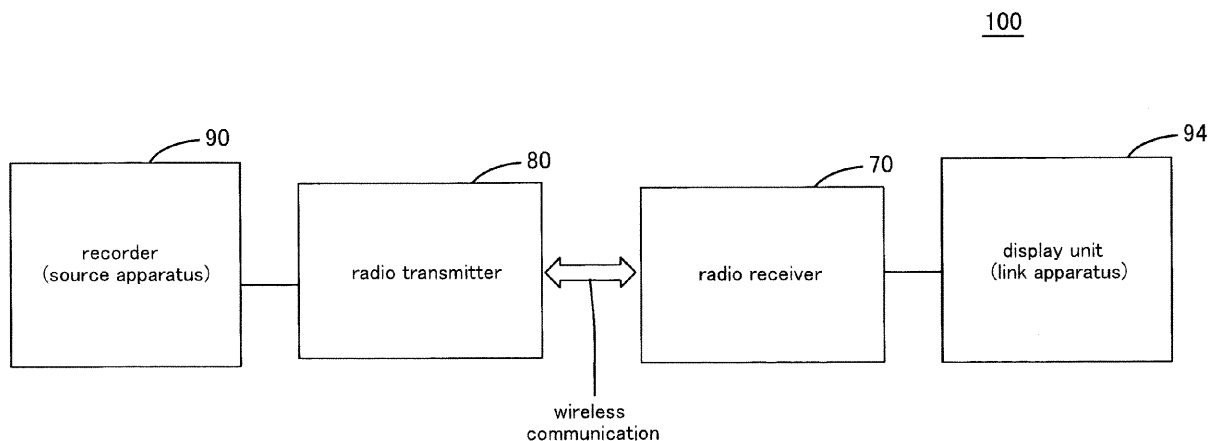 100
90
80
70
94
recorder
(source apparatus)
radio transmitter
radio receiver
display unit
(link apparatus)
wireless
communication